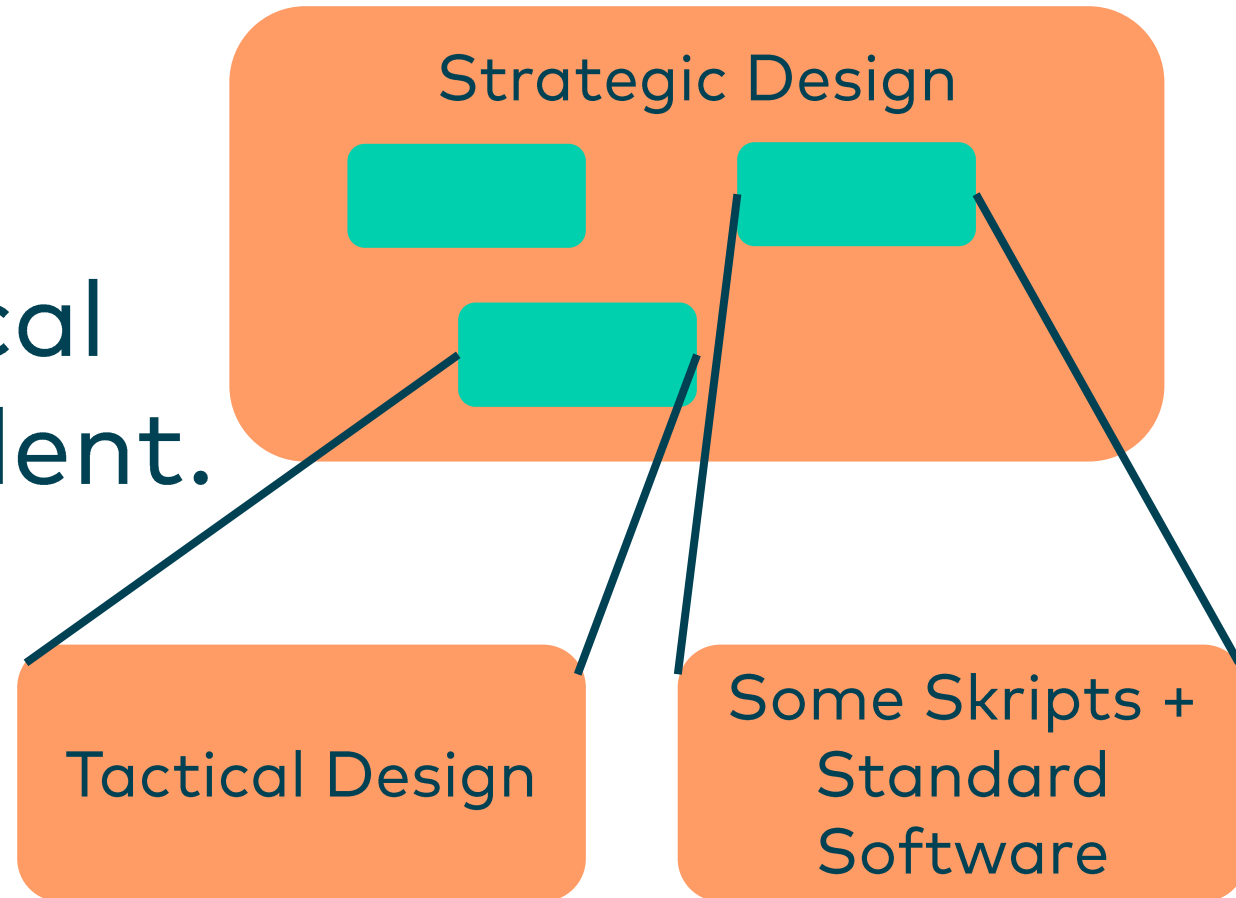 Strategic Design
cal
lent.
Tactical Design
Some Skripts +
Standard
Software